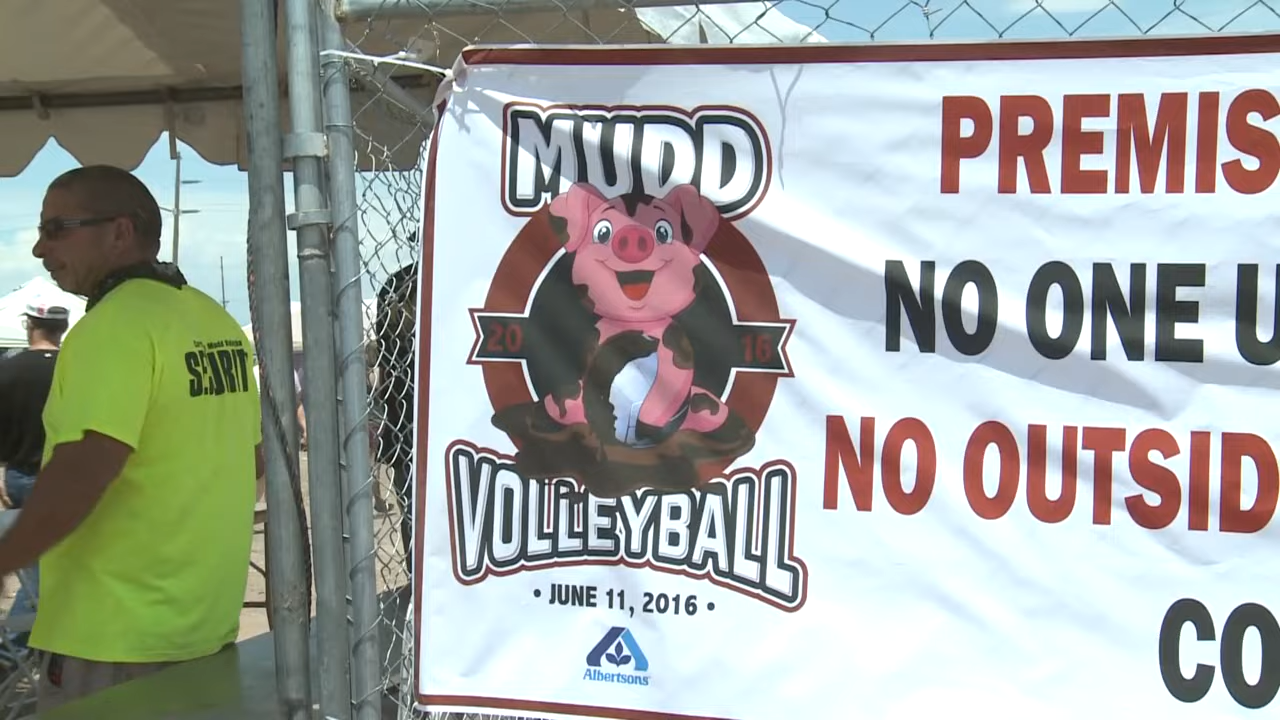 MUDD
20 16
VOLLEYBALL
• JUNE 11, 2016 •
Albertsons
PREMIS
NO ONE U
NO OUTSID
CO
SECURITY